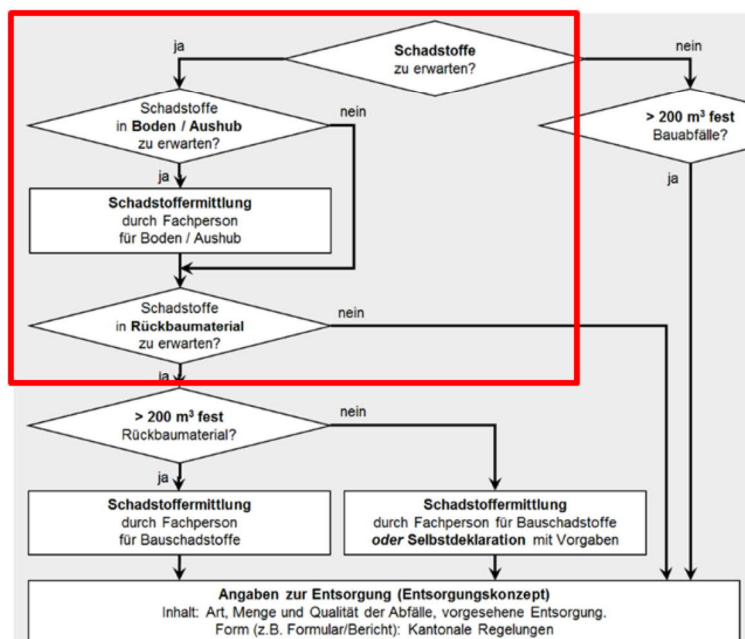 Schadstoffe
zu erwarten?
ja
nein
Schadstoffe
in Boden / Aushub
zu erwarten?
nein
> 200 m³ fest
Bauabfälle?
ja
ja
Schadstoffermittlung
durch Fachperson
für Boden / Aushub
Schadstoffe
in Rückbaumaterial
zu erwarten?
nein
ja
> 200 m³ fest
Rückbaumaterial?
nein
ja
Schadstoffermittlung
durch Fachperson
für Bauschadstoffe
Schadstoffermittlung
durch Fachperson für Bauschadstoffe
oder Selbstdeklaration mit Vorgaben
Angaben zur Entsorgung (Entsorgungskonzept)
Inhalt: Art, Menge und Qualität der Abfälle, vorgesehene Entsorgung.
Form (z.B. Formular/Bericht): Kantonale Regelungen